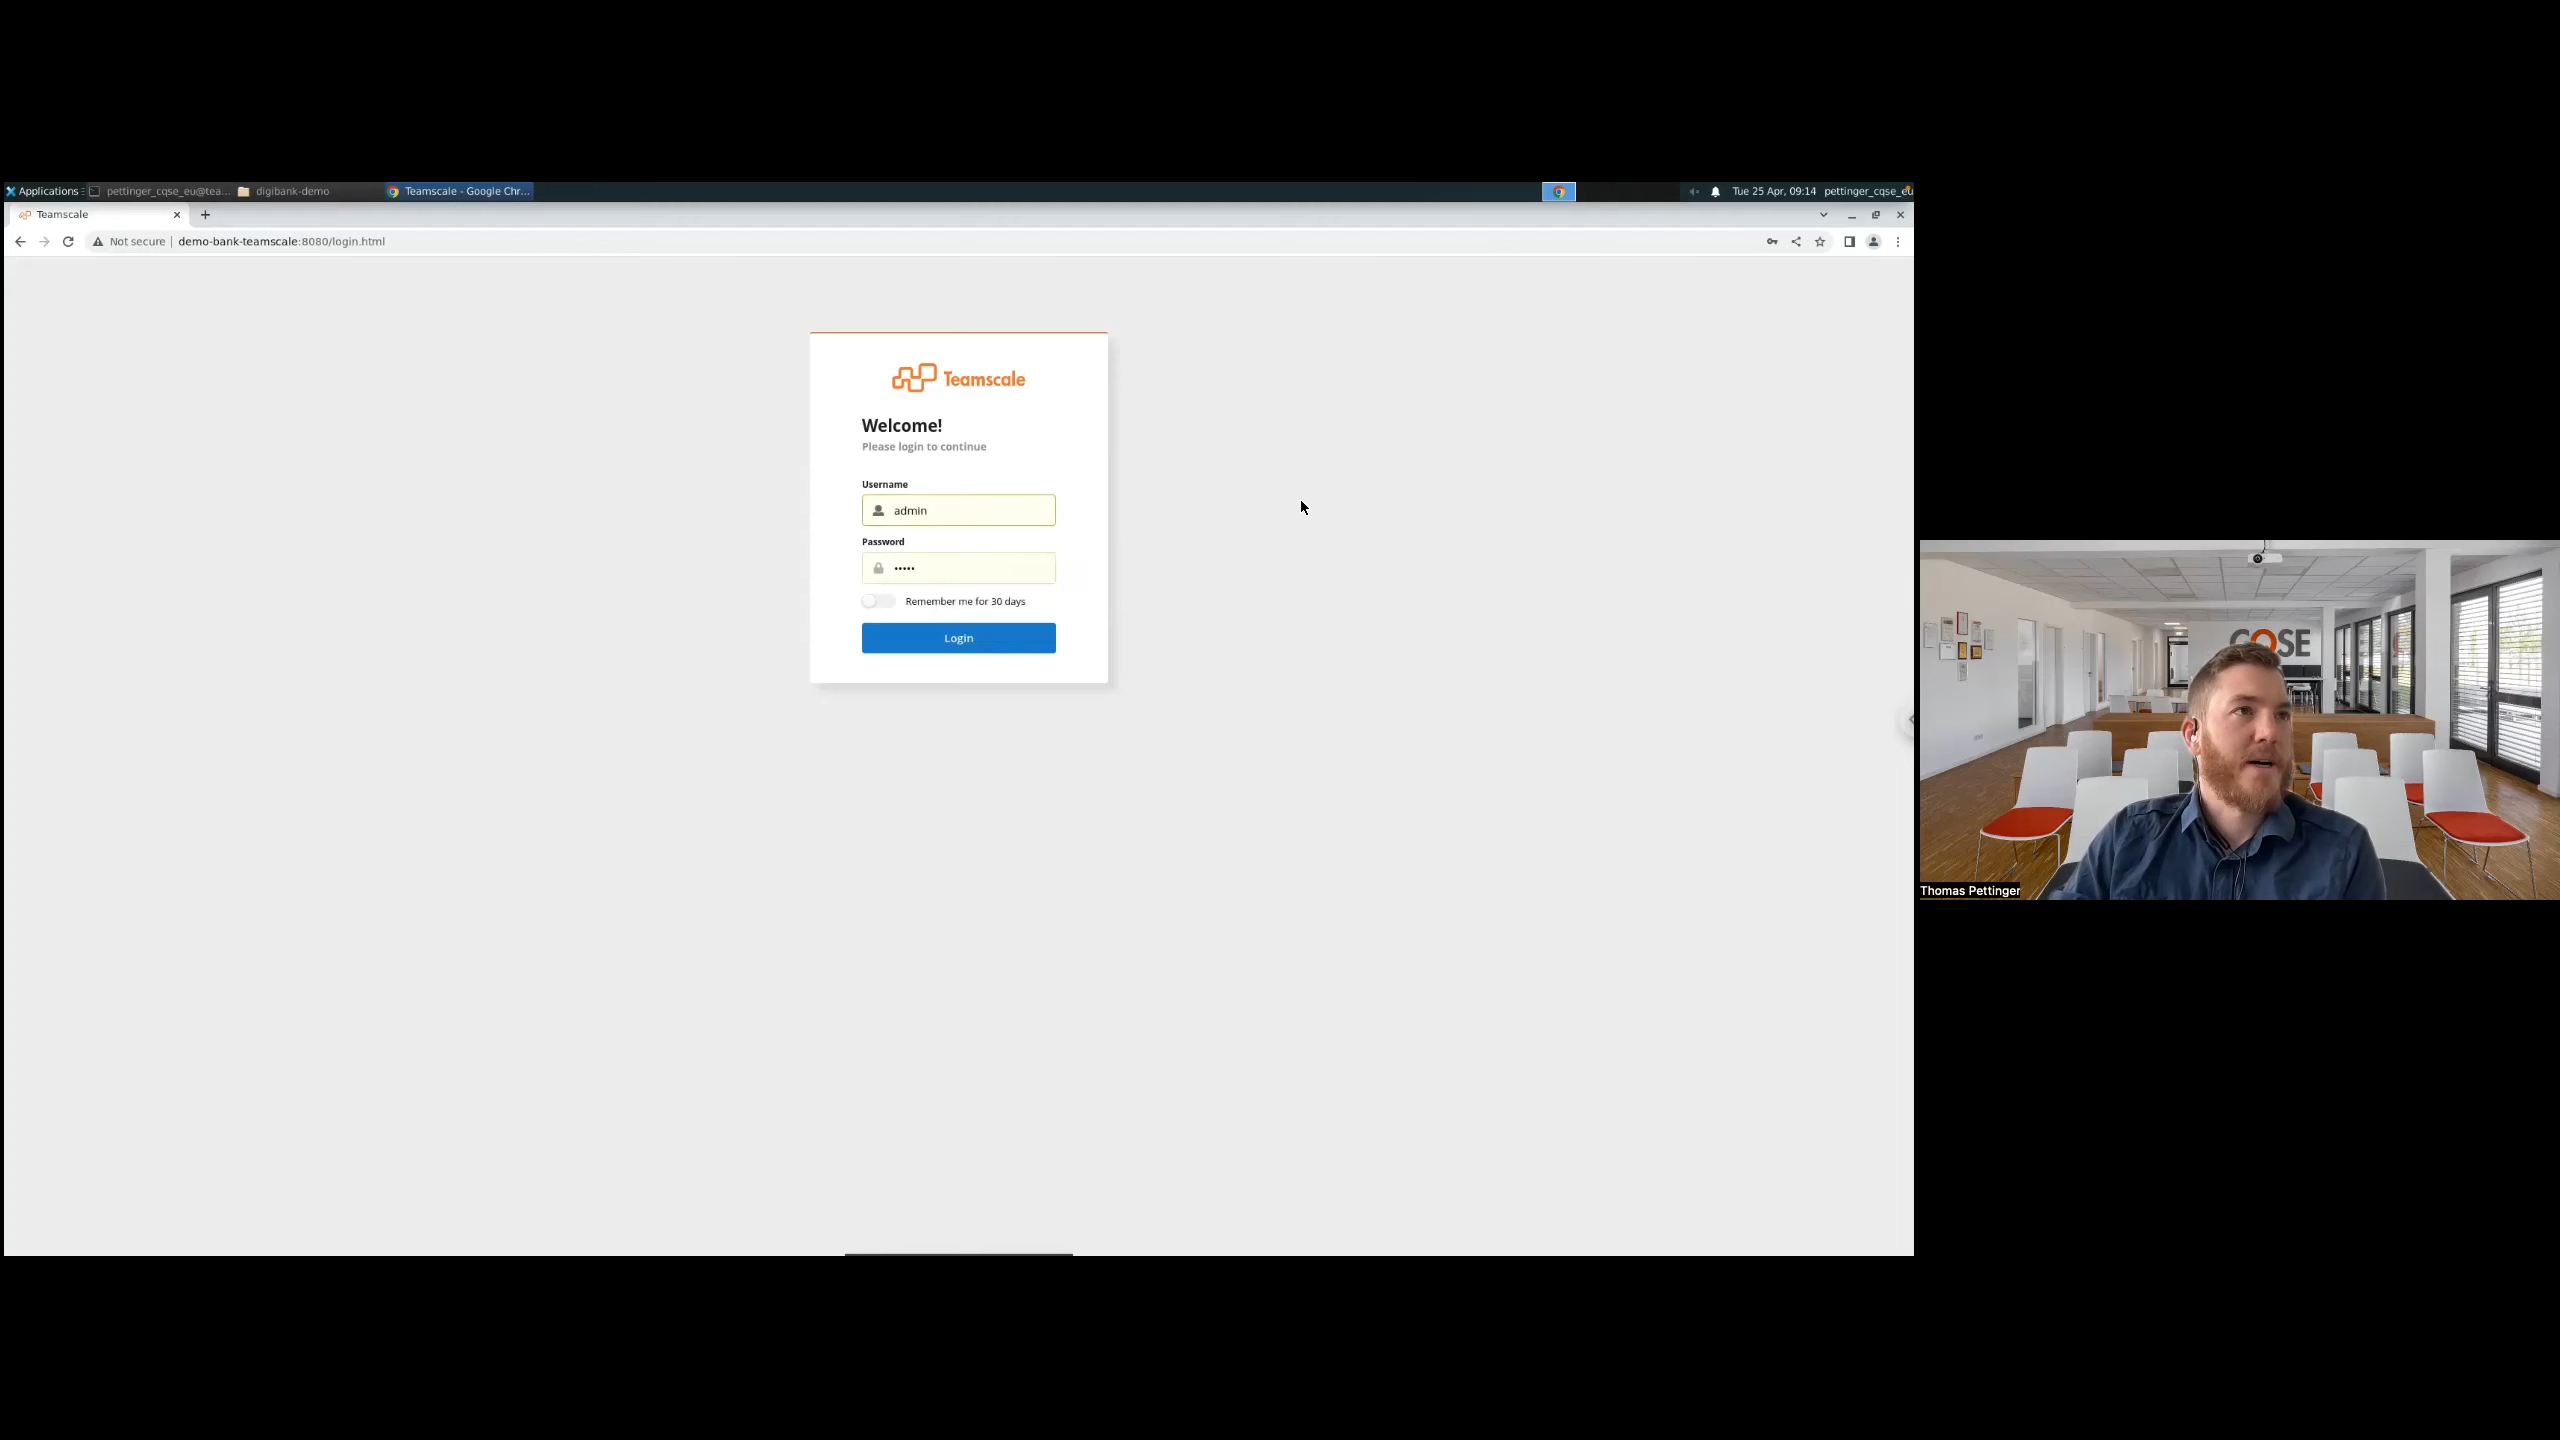 Applications
pettinger_cqse_eu@tea...
digibank-demo
Teamscale - Google Chr...
Tue 25 Apr, 09:14
pettinger_cqse_eu
Teamscale
Not secure
demo-bank-teamscale:8080/login.html
Teamscale
Welcome!
Please login to continue
Username
admin
Password
•••••
Remember me for 30 days
Login
CQSE
Thomas Pettinger